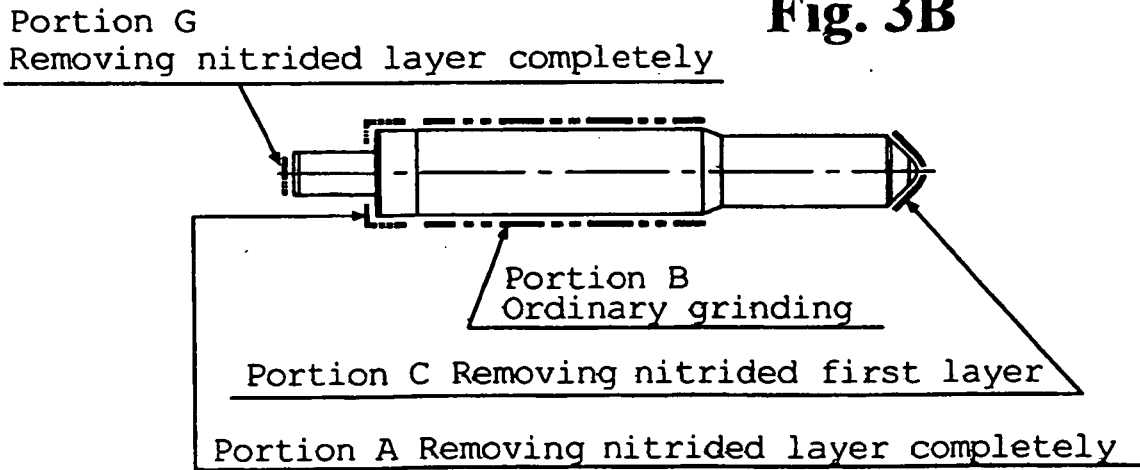 Fig. 3B
Portion G
Removing nitrided layer completely
Portion B
Ordinary grinding
Portion C Removing nitrided first layer
Portion A Removing nitrided layer completely